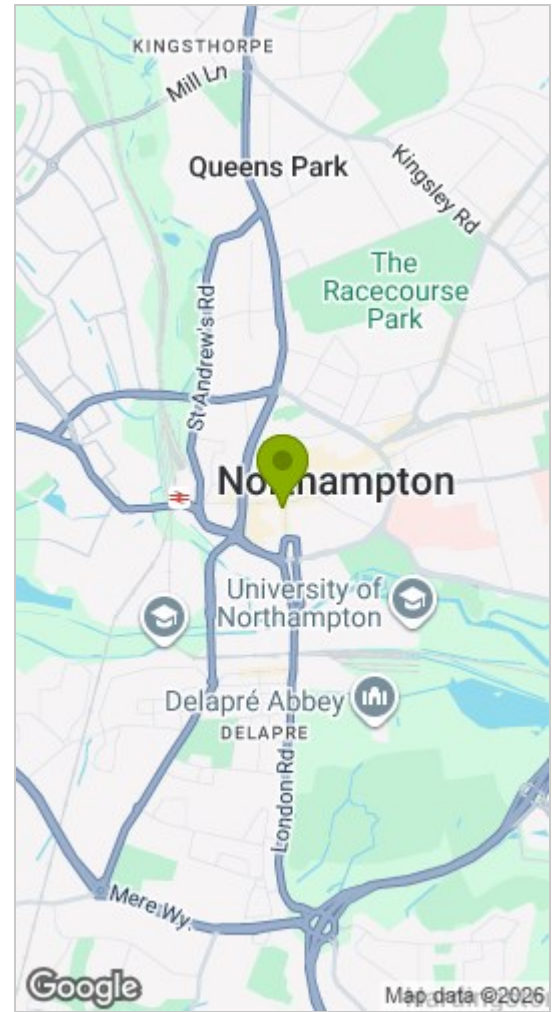 KINGSTHORPE
Mill Ln
Queens Park
Kingsley Rd
The
Racecourse
Park
St Andrew's Rd
Northampton
University of
Northampton
Delapré Abbey
DELAPRE
London Rd
Mere Wy.
Google
Map data ©2026